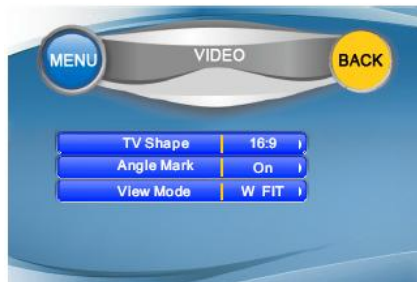 MENU
VIDEO
BACK
TV Shape 16:9
Angle Mark On
View Mode W FIT